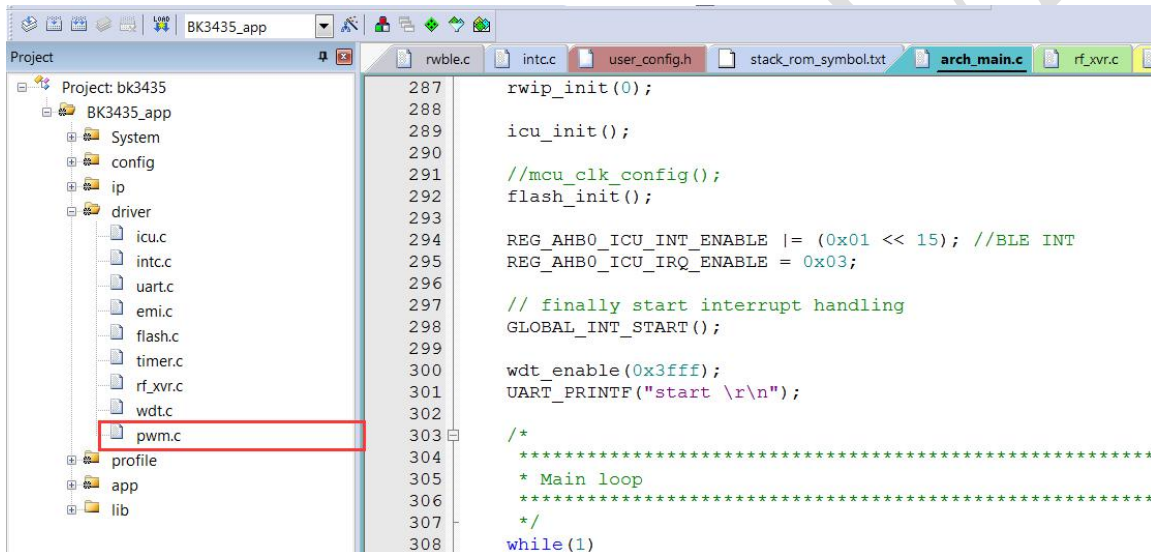 LOAD
BK3435_app
Project
rwble.c
intc.c
user_config.h
stack_rom_symbol.txt
arch_main.c
rf_xvr.c
Project: bk3435
BK3435_app
System
config
ip
driver
icu.c
intc.c
uart.c
emi.c
flash.c
timer.c
rf_xvr.c
wdt.c
pwm.c
profile
app
lib
287 rwip_init(0);
288
289 icu_init();
290
291 //mcu_clk_config();
292 flash_init();
293
294 REG_AHB0_ICU_INT_ENABLE |= (0x01 << 15); //BLE INT
295 REG_AHB0_ICU_IRQ_ENABLE = 0x03;
296
297 // finally start interrupt handling
298 GLOBAL_INT_START();
299
300 wdt_enable(0x3fff);
301 UART_PRINTF("start \r\n");
302
303 /*
304 **********************************************************
305 * Main loop
306 **********************************************************
307 */
308 while(1)